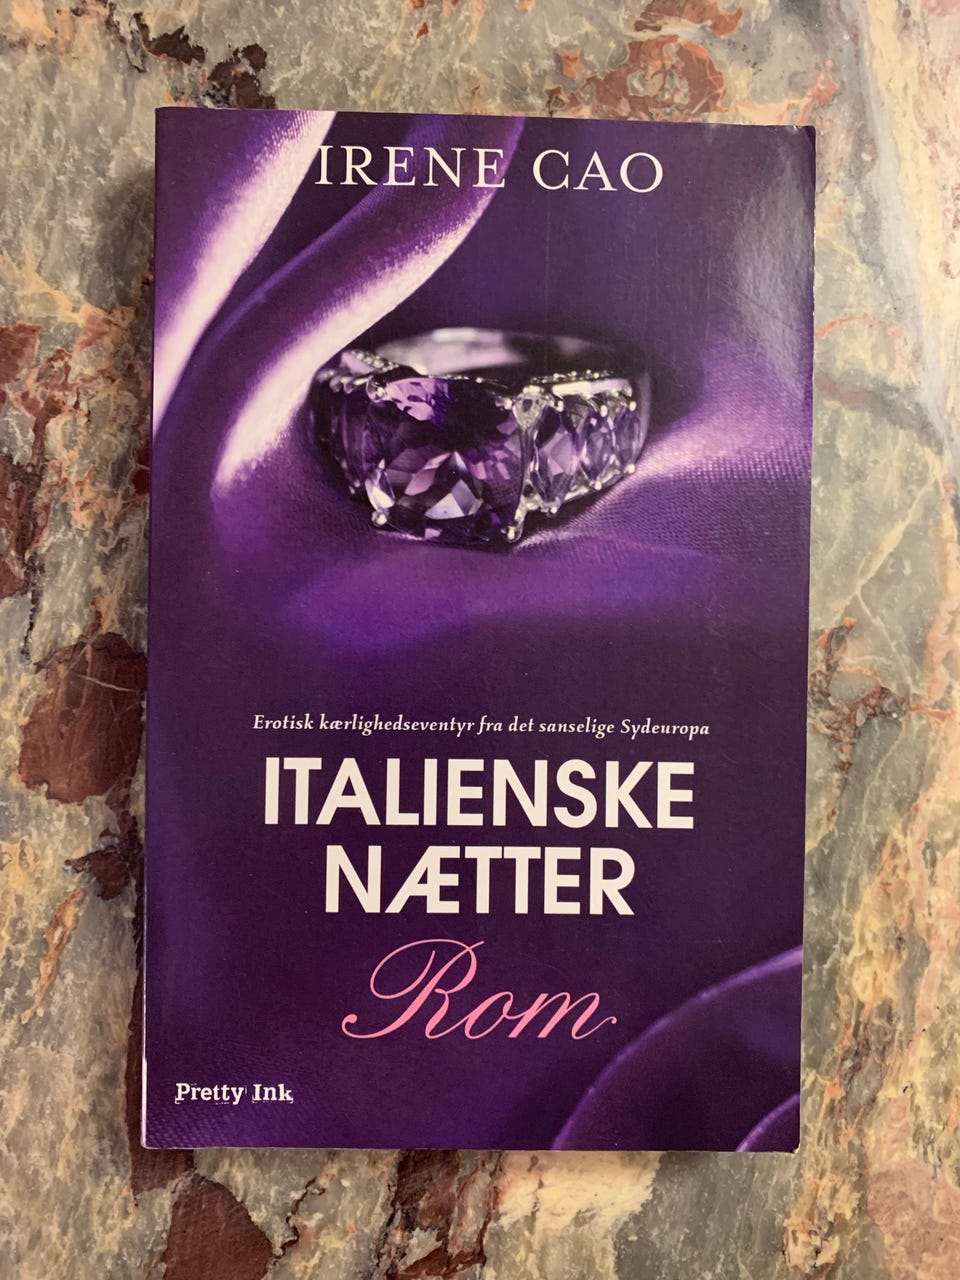 IRENE CAO
Erotisk kærlighedseventyr fra det sanselige Sydeuropa
ITALIENSKE
NÆTTER
Rom
Pretty Ink